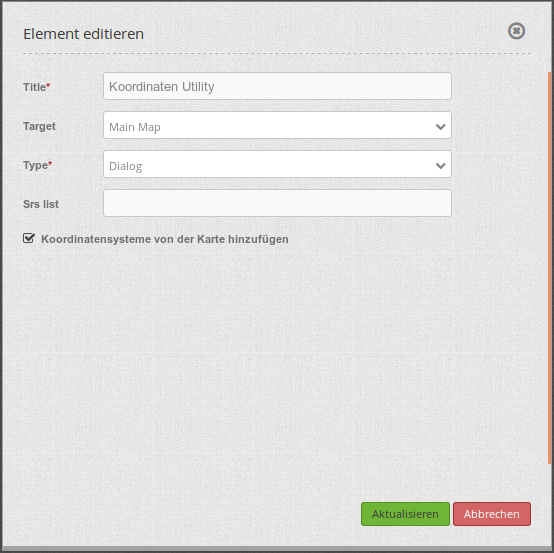 Element editieren
Title* Koordinaten Utility
Target Main Map
Type* Dialog
Srs list
Koordinatensysteme von der Karte hinzufügen
Aktualisieren Abbrechen